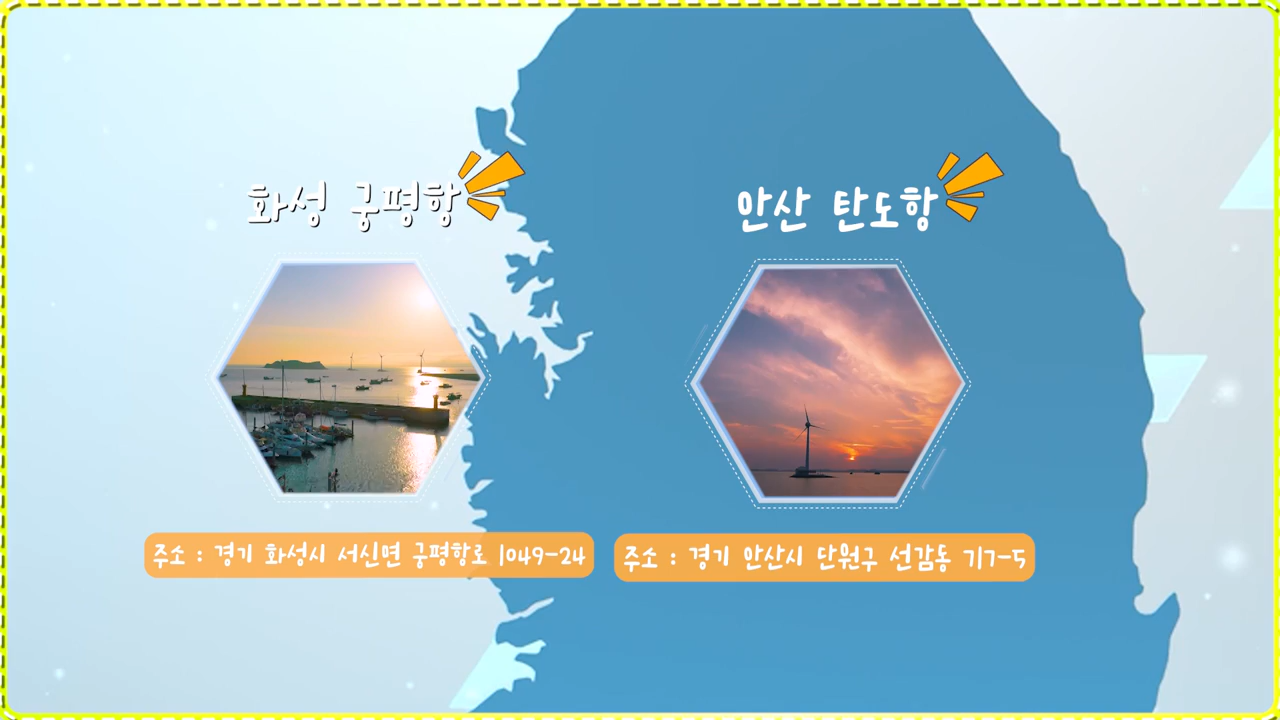 화성 궁평항
안산 탄도항
주소 : 경기 화성시 서신면 궁평항로 1049-24
주소 : 경기 안산시 단원구 선감동 717-5